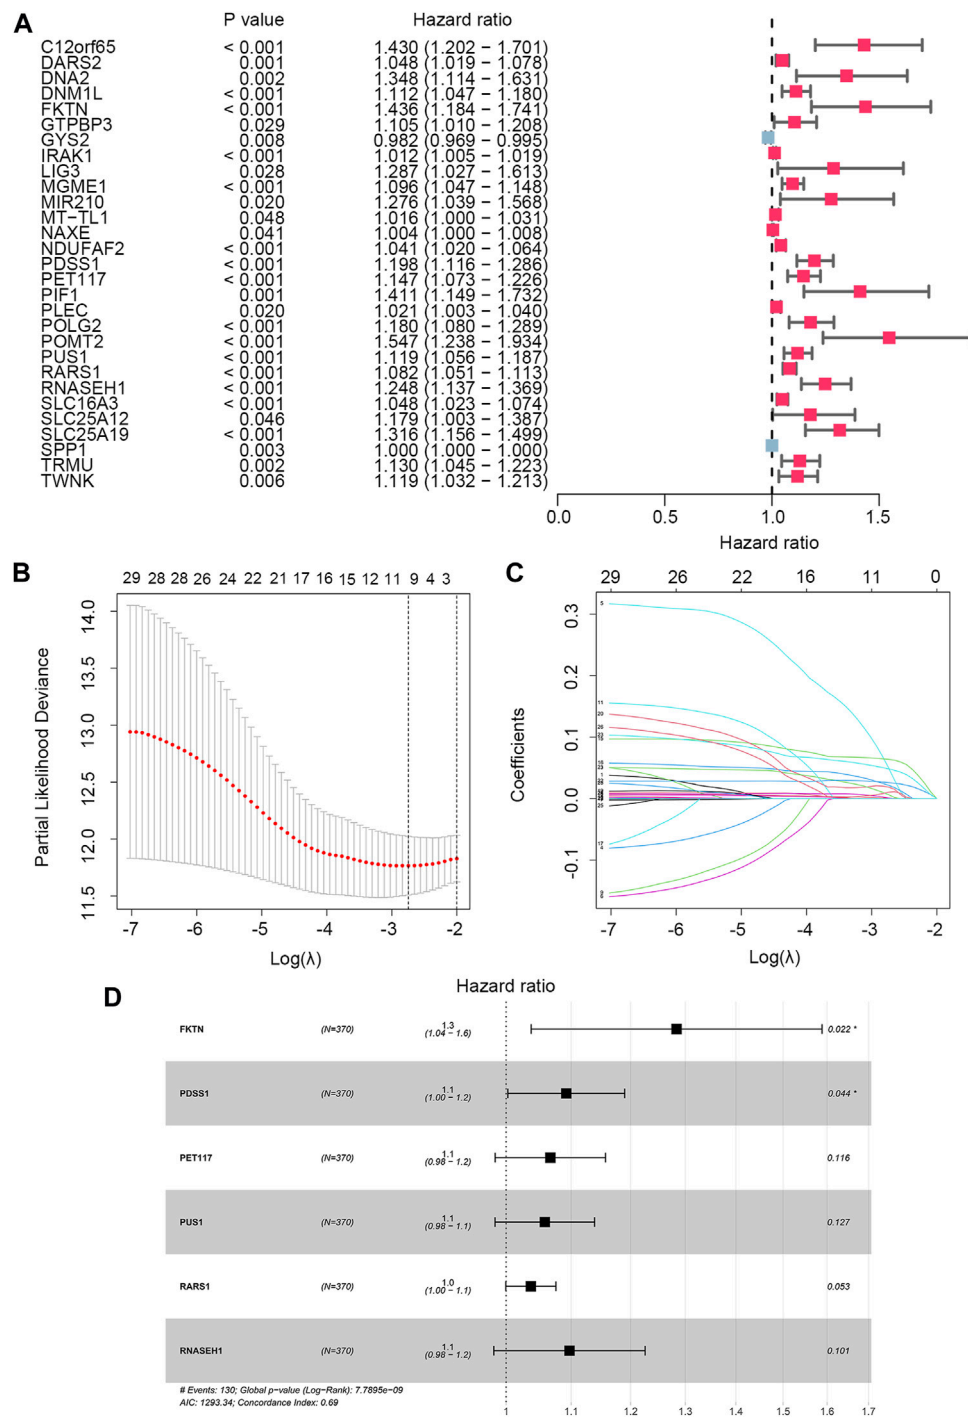 A
P value Hazard ratio
C12orf65 < 0.001 1.430 (1.202 − 1.701)
DARS2 0.001 1.048 (1.019 − 1.078)
DNA2 0.002 1.348 (1.114 − 1.631)
DNM1L < 0.001 1.112 (1.047 − 1.180)
FKTN < 0.001 1.436 (1.184 − 1.741)
GTPBP3 0.029 1.105 (1.010 − 1.208)
GYS2 0.008 0.982 (0.969 − 0.995)
IRAK1 < 0.001 1.012 (1.005 − 1.019)
LIG3 0.028 1.287 (1.027 − 1.613)
MGME1 < 0.001 1.096 (1.047 − 1.148)
MIR210 0.020 1.276 (1.039 − 1.568)
MT−TL1 0.048 1.016 (1.000 − 1.031)
NAXE 0.041 1.004 (1.000 − 1.008)
NDUFAF2 < 0.001 1.041 (1.020 − 1.064)
PDSS1 < 0.001 1.198 (1.116 − 1.286)
PET117 < 0.001 1.147 (1.073 − 1.226)
PIF1 0.001 1.411 (1.149 − 1.732)
PLEC 0.020 1.021 (1.003 − 1.040)
POLG2 < 0.001 1.180 (1.080 − 1.289)
POMT2 < 0.001 1.547 (1.238 − 1.934)
PUS1 < 0.001 1.119 (1.056 − 1.187)
RARS1 < 0.001 1.082 (1.051 − 1.113)
RNASEH1 < 0.001 1.248 (1.137 − 1.369)
SLC16A3 < 0.001 1.048 (1.023 − 1.074)
SLC25A12 0.046 1.179 (1.003 − 1.387)
SLC25A19 < 0.001 1.316 (1.156 − 1.499)
SPP1 0.003 1.000 (1.000 − 1.000)
TRMU 0.002 1.130 (1.045 − 1.223)
TWNK 0.006 1.119 (1.032 − 1.213)
0.0 0.5 1.0 1.5
Hazard ratio
B
29 28 28 26 24 22 21 17 16 15 12 11 9 4 3
14.0
13.5
13.0
12.5
12.0
11.5
Partial Likelihood Deviance
-7 -6 -5 -4 -3 -2
Log(λ)
C
29 26 22 16 11 0
0.3
0.2
0.1
0.0
-0.1
Coefficients
-7 -6 -5 -4 -3 -2
Log(λ)
D
Hazard ratio
FKTN (N=370) 1.3 (1.04 − 1.6) 0.022 *
PDSS1 (N=370) 1.1 (1.00 − 1.2) 0.044 *
PET117 (N=370) 1.1 (0.98 − 1.2) 0.116
PUS1 (N=370) 1.1 (0.98 − 1.1) 0.127
RARS1 (N=370) 1.0 (1.00 − 1.1) 0.053
RNASEH1 (N=370) 1.1 (0.98 − 1.2) 0.101
# Events: 130; Global p−value (Log−Rank): 7.7895e−09
AIC: 1293.34; Concordance Index: 0.69
1 1.1 1.2 1.3 1.4 1.5 1.6 1.7